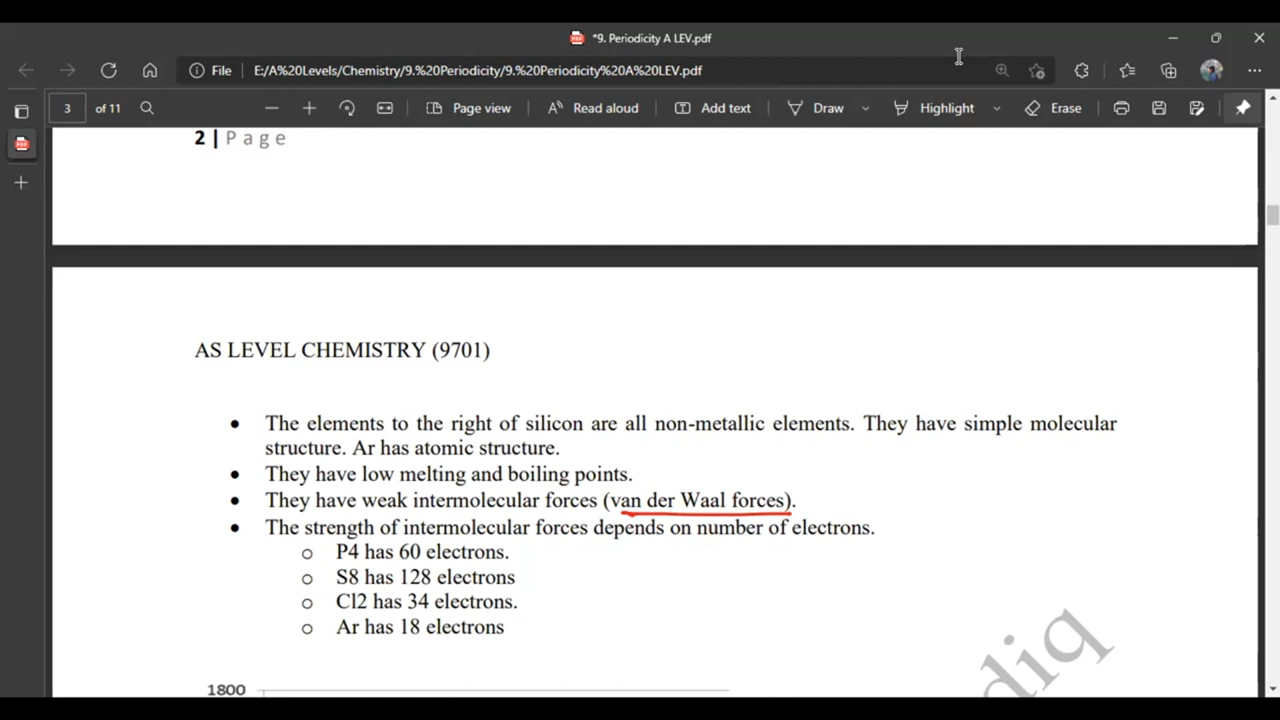 *9. Periodicity A LEV.pdf
File E:/A%20Levels/Chemistry/9.%20Periodicity/9.%20Periodicity%20A%20LEV.pdf
3 of 11 Page view Read aloud Add text Draw Highlight Erase
2 | Page
AS LEVEL CHEMISTRY (9701)
• The elements to the right of silicon are all non-metallic elements. They have simple molecular
structure. Ar has atomic structure.
• They have low melting and boiling points.
• They have weak intermolecular forces (van der Waal forces).
• The strength of intermolecular forces depends on number of electrons.
o P4 has 60 electrons.
o S8 has 128 electrons
o Cl2 has 34 electrons.
o Ar has 18 electrons
diq
1800